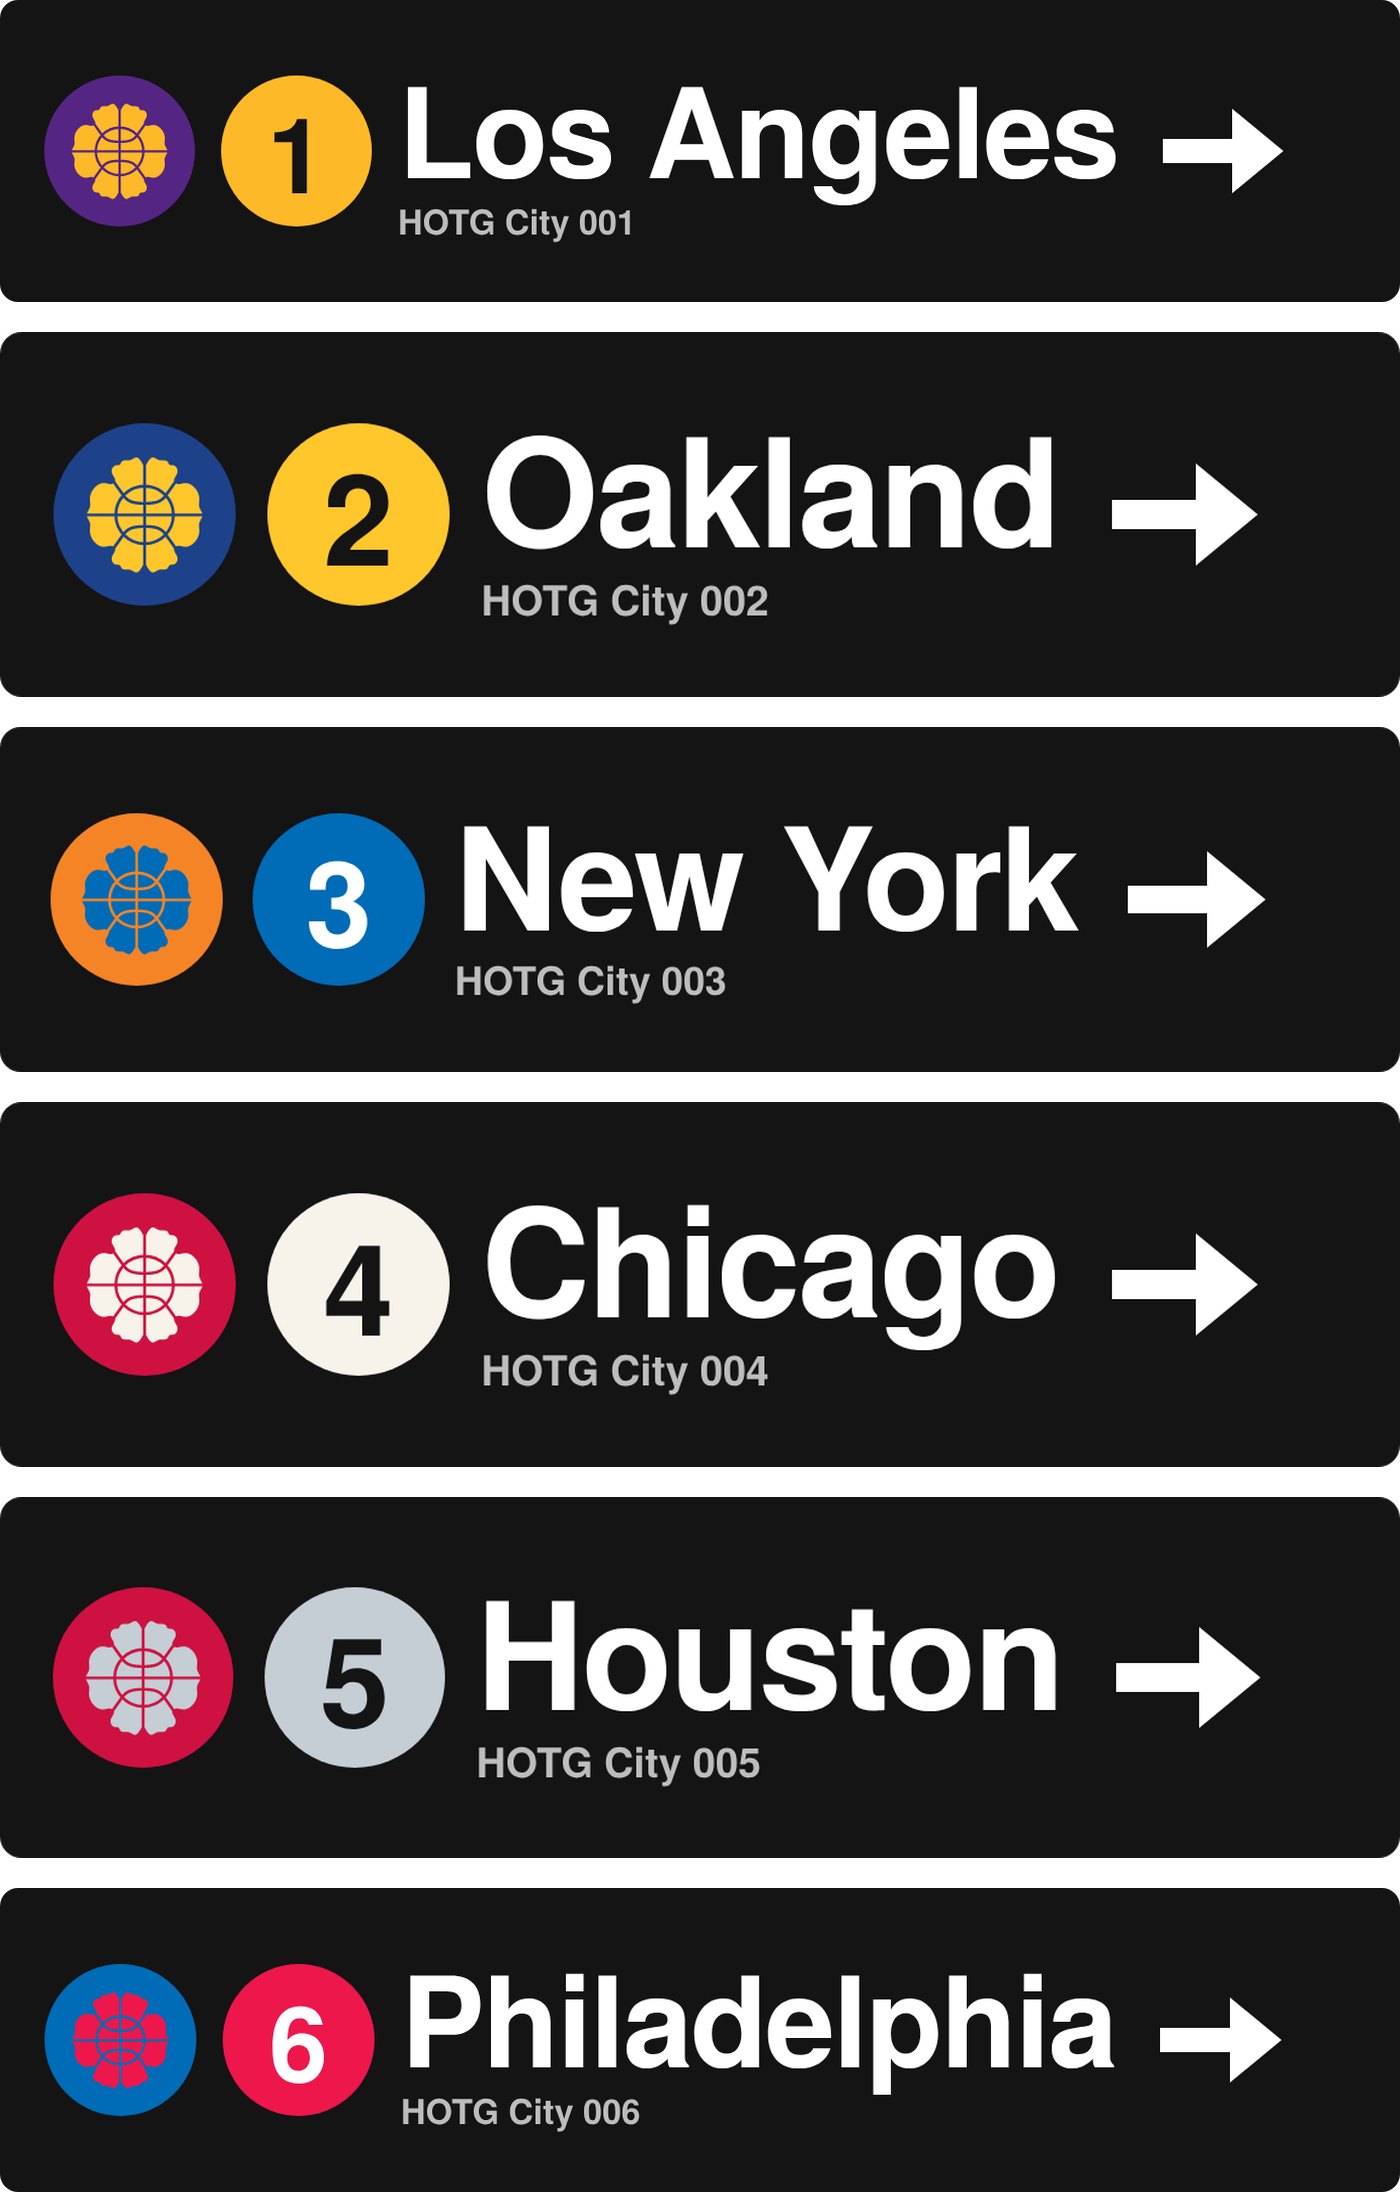 1 Los Angeles
HOTG City 001
2 Oakland
HOTG City 002
3 New York
HOTG City 003
4 Chicago
HOTG City 004
5 Houston
HOTG City 005
6 Philadelphia
HOTG City 006